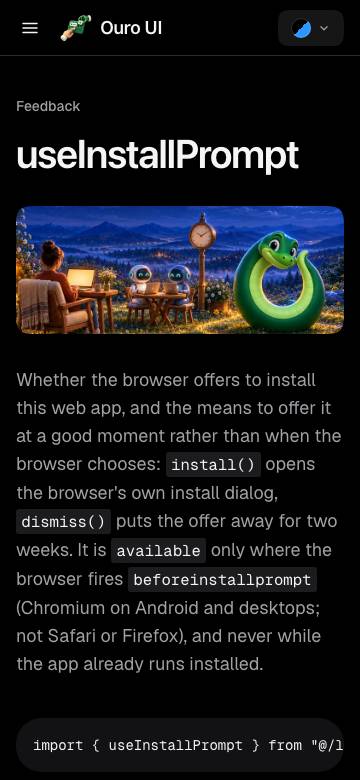 Ouro UI
Feedback
useInstallPrompt
Whether the browser offers to install
this web app, and the means to offer it
at a good moment rather than when the
browser chooses: install() opens
the browser's own install dialog,
dismiss() puts the offer away for two
weeks. It is available only where the
browser fires beforeinstallprompt
(Chromium on Android and desktops;
not Safari or Firefox), and never while
the app already runs installed.
import { useInstallPrompt } from "@/l